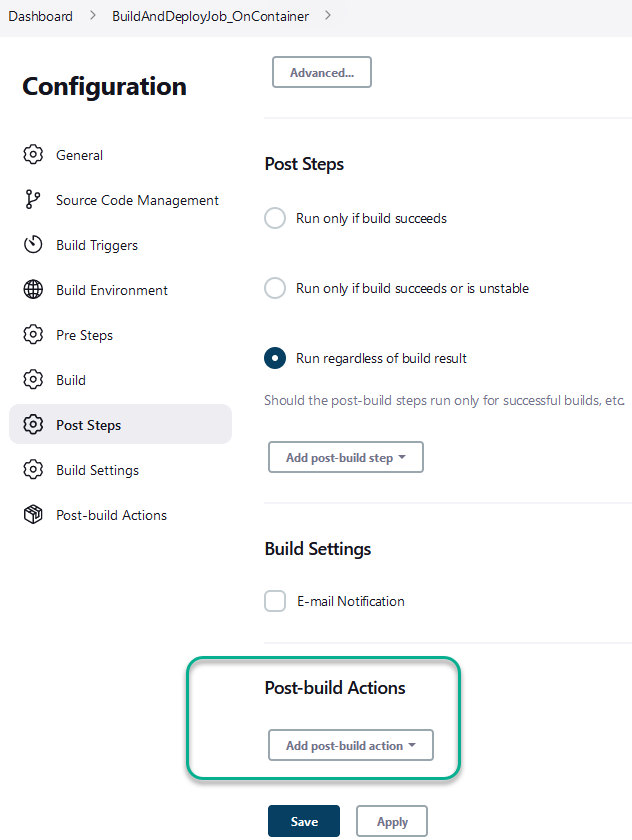 Dashboard > BuildAndDeployJob_OnContainer >
Configuration
General
Source Code Management
Build Triggers
Build Environment
Pre Steps
Build
Post Steps
Build Settings
Post-build Actions
Advanced...
Post Steps
Run only if build succeeds
Run only if build succeeds or is unstable
Run regardless of build result
Should the post-build steps run only for successful builds, etc.
Add post-build step
Build Settings
E-mail Notification
Post-build Actions
Add post-build action
Save
Apply